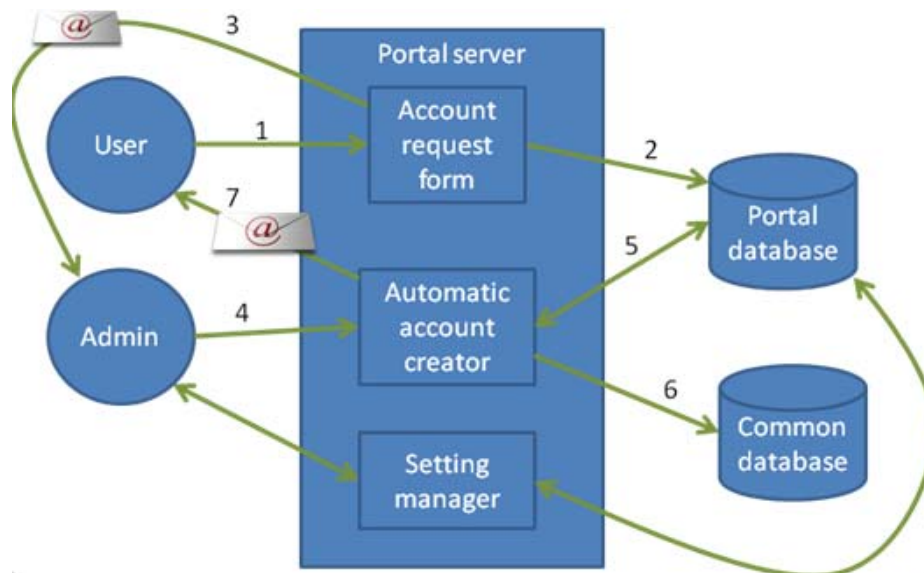 @
3
Portal server
User
1
Account
request
form
2
7
@
Portal
database
5
Admin
4
Automatic
account
creator
6
Common
database
Setting
manager